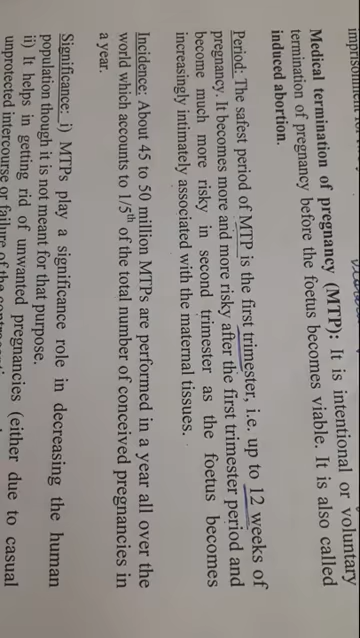 Medical termination of pregnancy (MTP): It is intentional or voluntary
termination of pregnancy before the foetus becomes viable. It is also called
induced abortion.
Period: The safest period of MTP is the first trimester, i.e. up to 12 weeks of
pregnancy. It becomes more and more risky after the first trimester period and
become much more risky in second trimester as the foetus becomes
increasingly intimately associated with the maternal tissues.
Incidence: About 45 to 50 million MTPs are performed in a year all over the
world which accounts to 1/5th of the total number of conceived pregnancies in
a year.
Significance: i) MTPs play a significance role in decreasing the human
population though it is not meant for that purpose.
ii) It helps in getting rid of unwanted pregnancies (either due to casual
unprotected intercourse or failure of the